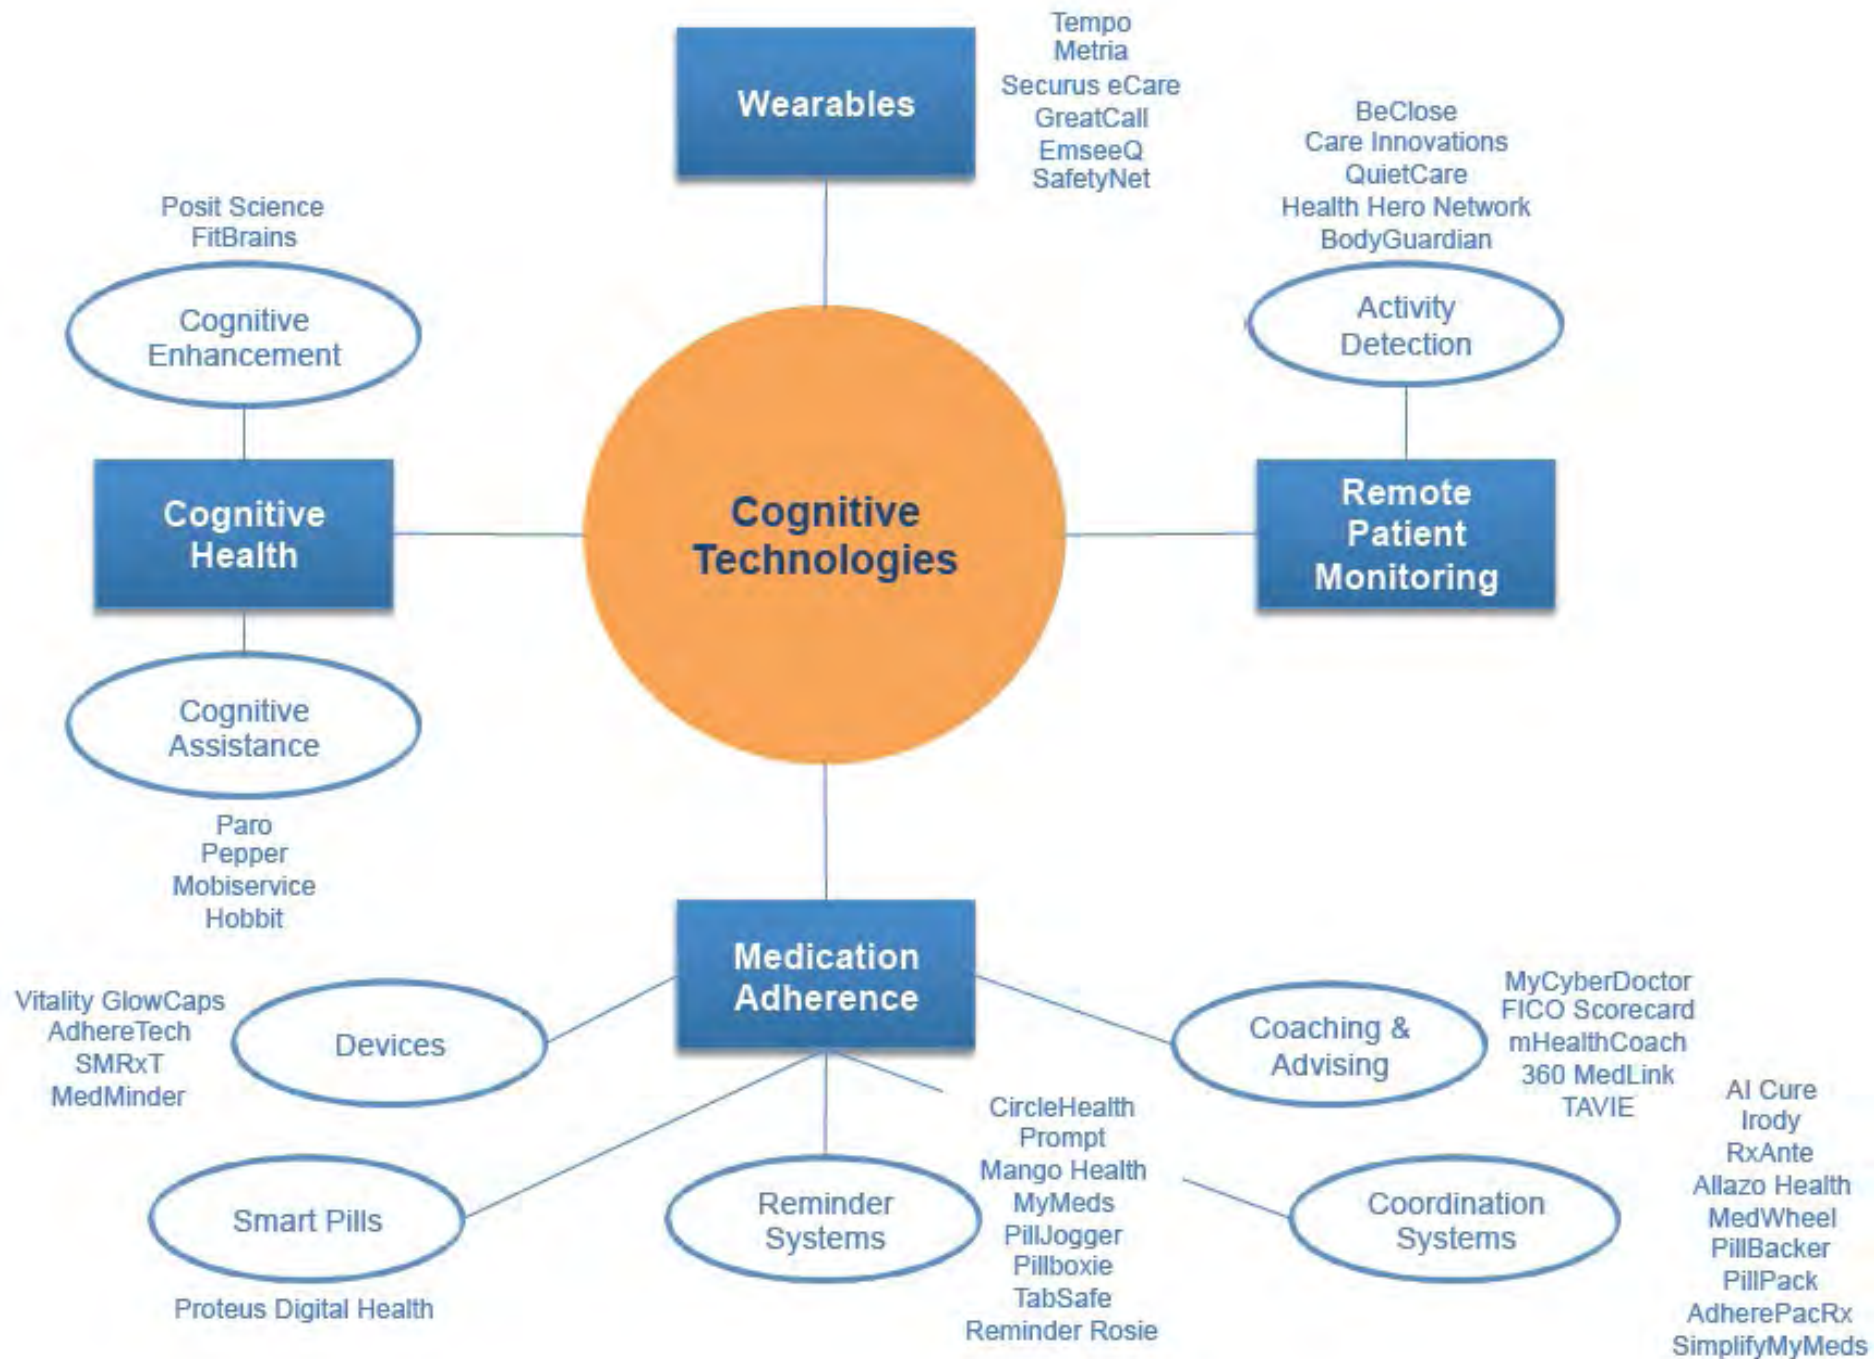 Wearables
Tempo
Metria
Securus eCare
GreatCall
EmseeQ
SafetyNet
BeClose
Care Innovations
QuietCare
Health Hero Network
BodyGuardian
Activity
Detection
Posit Science
FitBrains
Cognitive
Enhancement
Cognitive
Health
Cognitive
Technologies
Remote
Patient
Monitoring
Cognitive
Assistance
Paro
Pepper
Mobiservice
Hobbit
Medication
Adherence
Vitality GlowCaps
AdhereTech
SMRxT
MedMinder
Devices
Coaching &
Advising
MyCyberDoctor
FICO Scorecard
mHealthCoach
360 MedLink
TAVIE
Smart Pills
Proteus Digital Health
Reminder
Systems
CircleHealth
Prompt
Mango Health
MyMeds
PillJogger
Pillboxie
TabSafe
Reminder Rosie
Coordination
Systems
AI Cure
Irody
RxAnte
Allazo Health
MedWheel
PillBacker
PillPack
AdherePacRx
SimplifyMyMeds